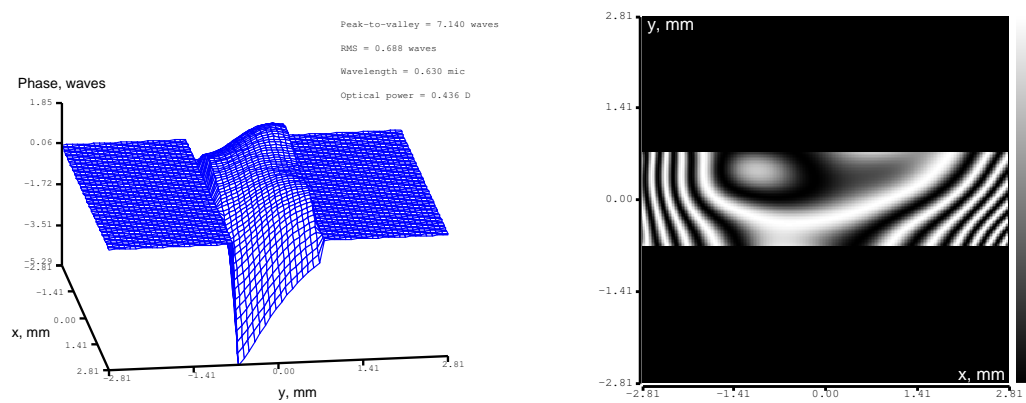 Peak-to-valley = 7.140 waves
RMS = 0.688 waves
Wavelength = 0.630 mic
Optical power = 0.436 D
Phase, waves
1.85
0.06
-1.72
-3.51
-5.29
-2.81
-1.41
0.00
1.41
2.81
x, mm
-2.81
-1.41
0.00
1.41
2.81
y, mm
2.81
y, mm
1.41
0.00
-1.41
-2.81
x, mm
-2.81
-1.41
0.00
1.41
2.81